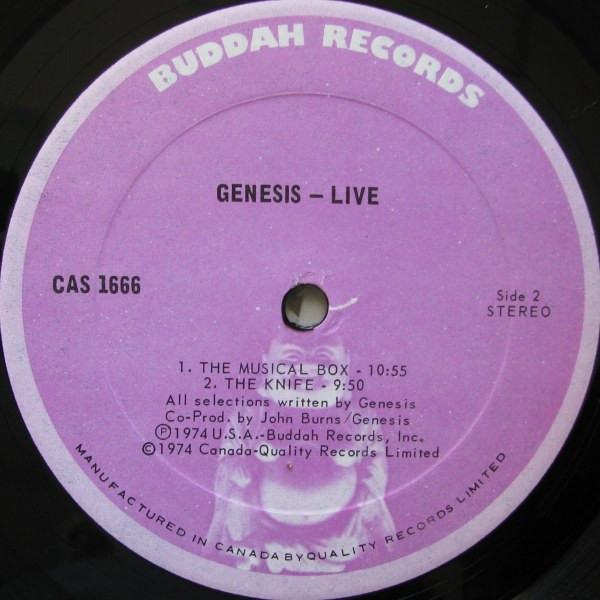 BUDDAH RECORDS
GENESIS – LIVE
CAS 1666
Side 2
STEREO
1. THE MUSICAL BOX - 10:55
2. THE KNIFE - 9:50
All selections written by Genesis
Co-Prod. by John Burns/Genesis
Ⓟ1974 U.S.A.-Buddah Records, Inc.
©1974 Canada-Quality Records Limited
MANUFACTURED IN CANADA BY QUALITY RECORDS LIMITED